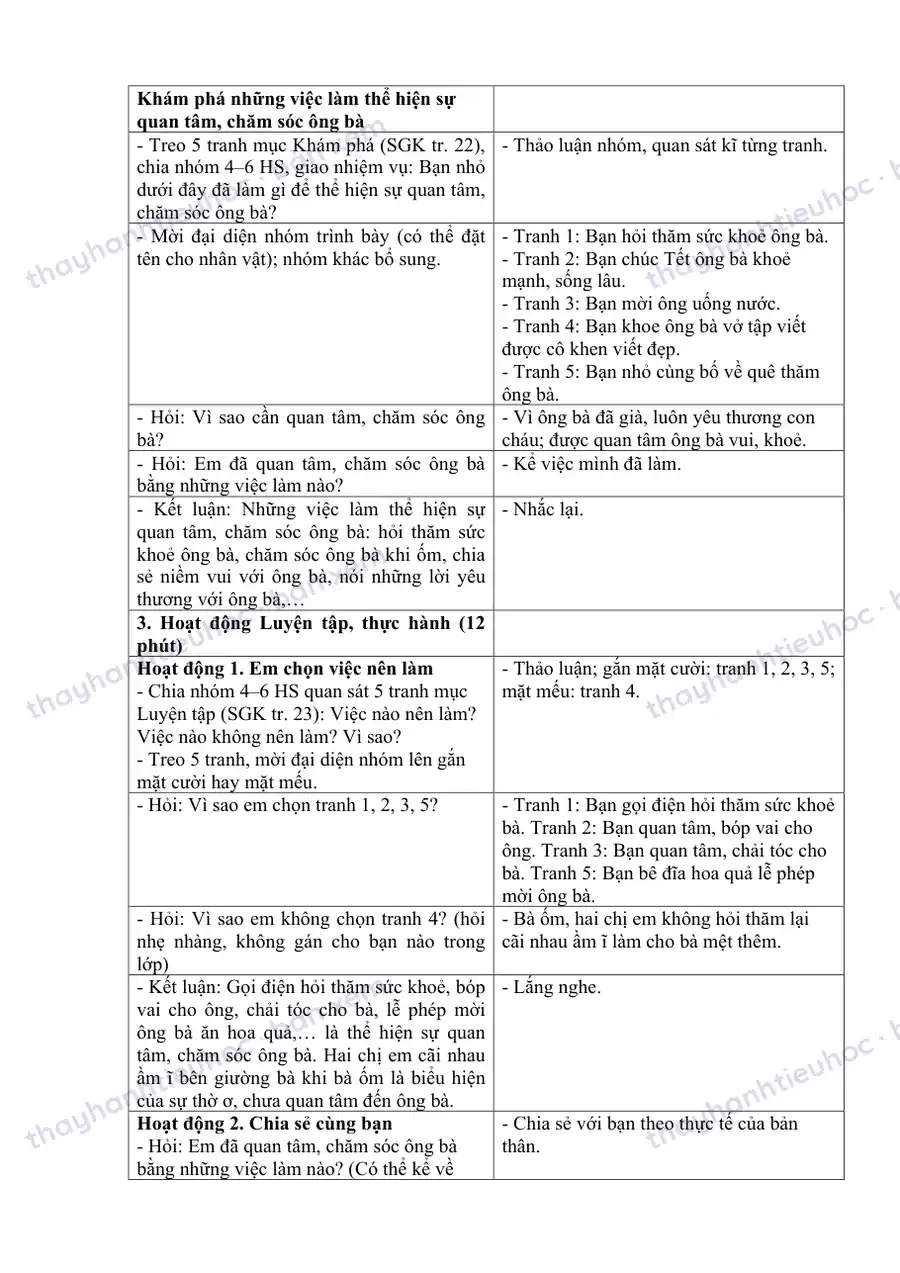 Khám phá những việc làm thể hiện sự
quan tâm, chăm sóc ông bà
- Treo 5 tranh mục Khám phá (SGK tr. 22),
chia nhóm 4–6 HS, giao nhiệm vụ: Bạn nhỏ
dưới đây đã làm gì để thể hiện sự quan tâm,
chăm sóc ông bà?
- Thảo luận nhóm, quan sát kĩ từng tranh.
- Mời đại diện nhóm trình bày (có thể đặt
tên cho nhân vật); nhóm khác bổ sung.
- Tranh 1: Bạn hỏi thăm sức khoẻ ông bà.
- Tranh 2: Bạn chúc Tết ông bà khoẻ
mạnh, sống lâu.
- Tranh 3: Bạn mời ông uống nước.
- Tranh 4: Bạn khoe ông bà vở tập viết
được cô khen viết đẹp.
- Tranh 5: Bạn nhỏ cùng bố về quê thăm
ông bà.
- Hỏi: Vì sao cần quan tâm, chăm sóc ông
bà?
- Vì ông bà đã già, luôn yêu thương con
cháu; được quan tâm ông bà vui, khoẻ.
- Hỏi: Em đã quan tâm, chăm sóc ông bà
bằng những việc làm nào?
- Kể việc mình đã làm.
- Kết luận: Những việc làm thể hiện sự
quan tâm, chăm sóc ông bà: hỏi thăm sức
khoẻ ông bà, chăm sóc ông bà khi ốm, chia
sẻ niềm vui với ông bà, nói những lời yêu
thương với ông bà,…
- Nhắc lại.
3. Hoạt động Luyện tập, thực hành (12
phút)
Hoạt động 1. Em chọn việc nên làm
- Chia nhóm 4–6 HS quan sát 5 tranh mục
Luyện tập (SGK tr. 23): Việc nào nên làm?
Việc nào không nên làm? Vì sao?
- Treo 5 tranh, mời đại diện nhóm lên gắn
mặt cười hay mặt mếu.
- Thảo luận; gắn mặt cười: tranh 1, 2, 3, 5;
mặt mếu: tranh 4.
- Hỏi: Vì sao em chọn tranh 1, 2, 3, 5?
- Tranh 1: Bạn gọi điện hỏi thăm sức khoẻ
bà. Tranh 2: Bạn quan tâm, bóp vai cho
ông. Tranh 3: Bạn quan tâm, chải tóc cho
bà. Tranh 5: Bạn bê đĩa hoa quả lễ phép
mời ông bà.
- Hỏi: Vì sao em không chọn tranh 4? (hỏi
nhẹ nhàng, không gán cho bạn nào trong
lớp)
- Bà ốm, hai chị em không hỏi thăm lại
cãi nhau ầm ĩ làm cho bà mệt thêm.
- Kết luận: Gọi điện hỏi thăm sức khoẻ, bóp
vai cho ông, chải tóc cho bà, lễ phép mời
ông bà ăn hoa quả,… là thể hiện sự quan
tâm, chăm sóc ông bà. Hai chị em cãi nhau
ầm ĩ bên giường bà khi bà ốm là biểu hiện
của sự thờ ơ, chưa quan tâm đến ông bà.
- Lắng nghe.
Hoạt động 2. Chia sẻ cùng bạn
- Hỏi: Em đã quan tâm, chăm sóc ông bà
bằng những việc làm nào? (Có thể kể về
- Chia sẻ với bạn theo thực tế của bản
thân.
thayhanhtieuhoc · bản xem
thayhanhtieuhoc · b
thayhanhtieuhoc · bản xem
thayhanhtieuhoc · b
thayhanhtieuhoc · bản xem
thayhanhtieuhoc · b